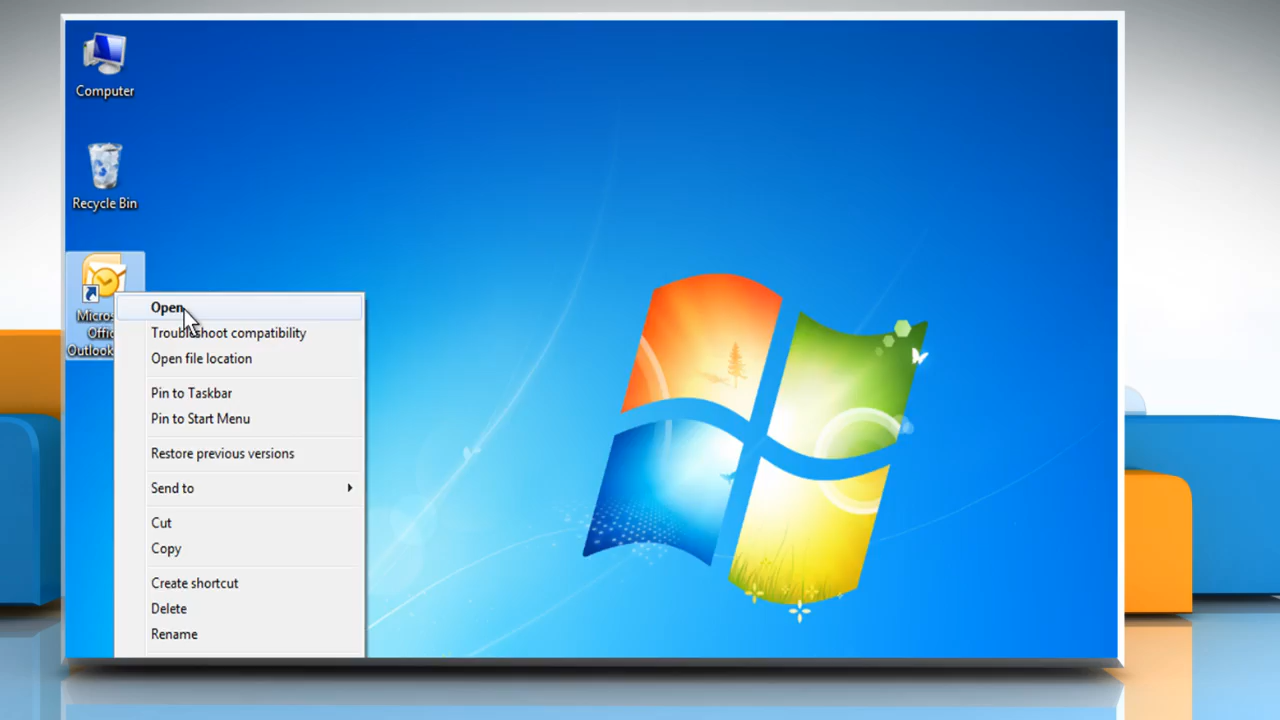 Computer
Recycle Bin
Outlook
Open
Troubleshoot compatibility
Open file location
Pin to Taskbar
Pin to Start Menu
Restore previous versions
Send to
Cut
Copy
Create shortcut
Delete
Rename